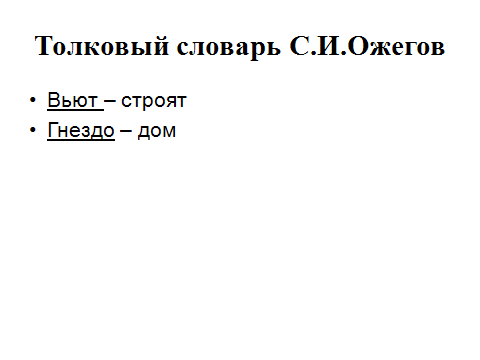 Толковый словарь С.И.Ожегов
• Вьют – строят
• Гнездо – дом